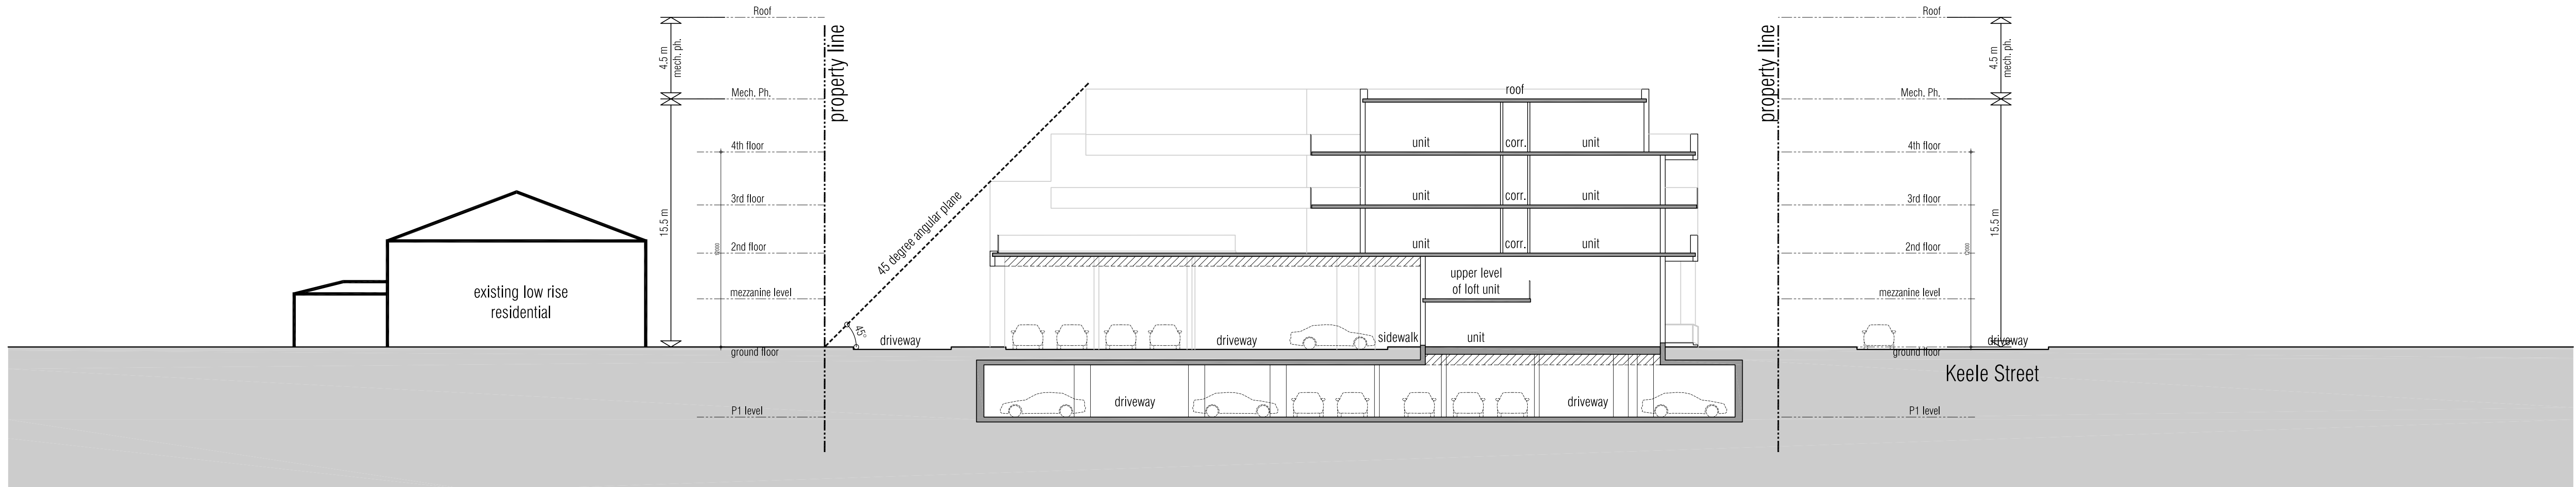 Roof
4.5 m
mech. ph.
Mech. Ph.
property line
4th floor
3rd floor
15.5 m
2nd floor
mezzanine level
ground floor
P1 level
existing low rise
residential
45 degree angular plane
45°
driveway
roof
unit
corr.
unit
unit
corr.
unit
unit
corr.
unit
upper level
of loft unit
driveway
sidewalk
unit
driveway
driveway
property line
Roof
4.5 m
mech. ph.
Mech. Ph.
4th floor
3rd floor
15.5 m
2nd floor
mezzanine level
driveway
ground floor
Keele Street
P1 level